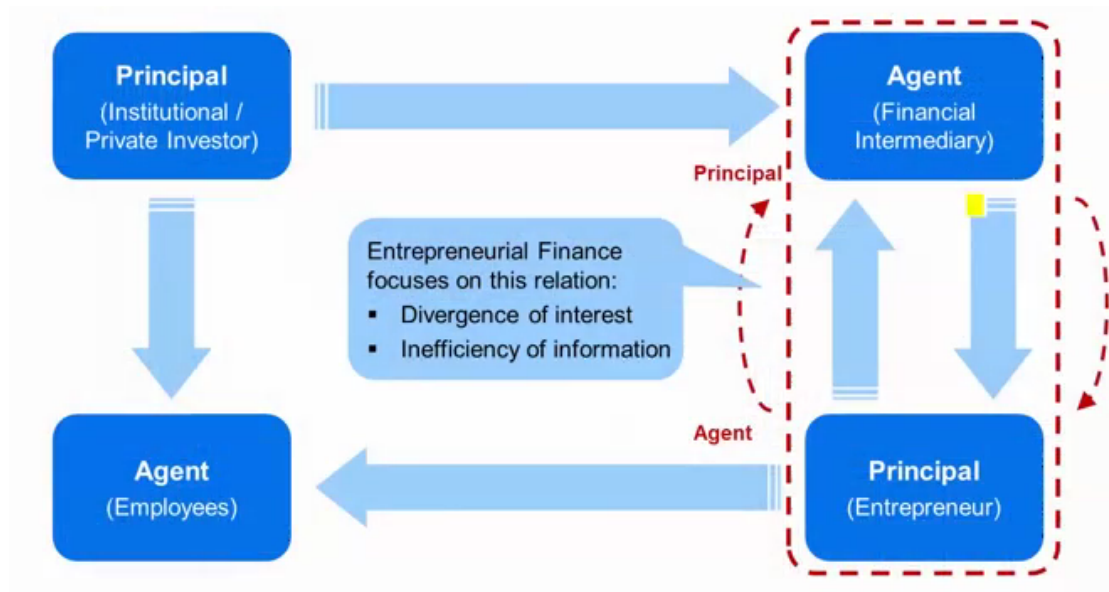 Principal
(Institutional /
Private Investor)
Agent
(Financial
Intermediary)
Principal
Entrepreneurial Finance
focuses on this relation:
▪ Divergence of interest
▪ Inefficiency of information
Agent
Agent
(Employees)
Principal
(Entrepreneur)